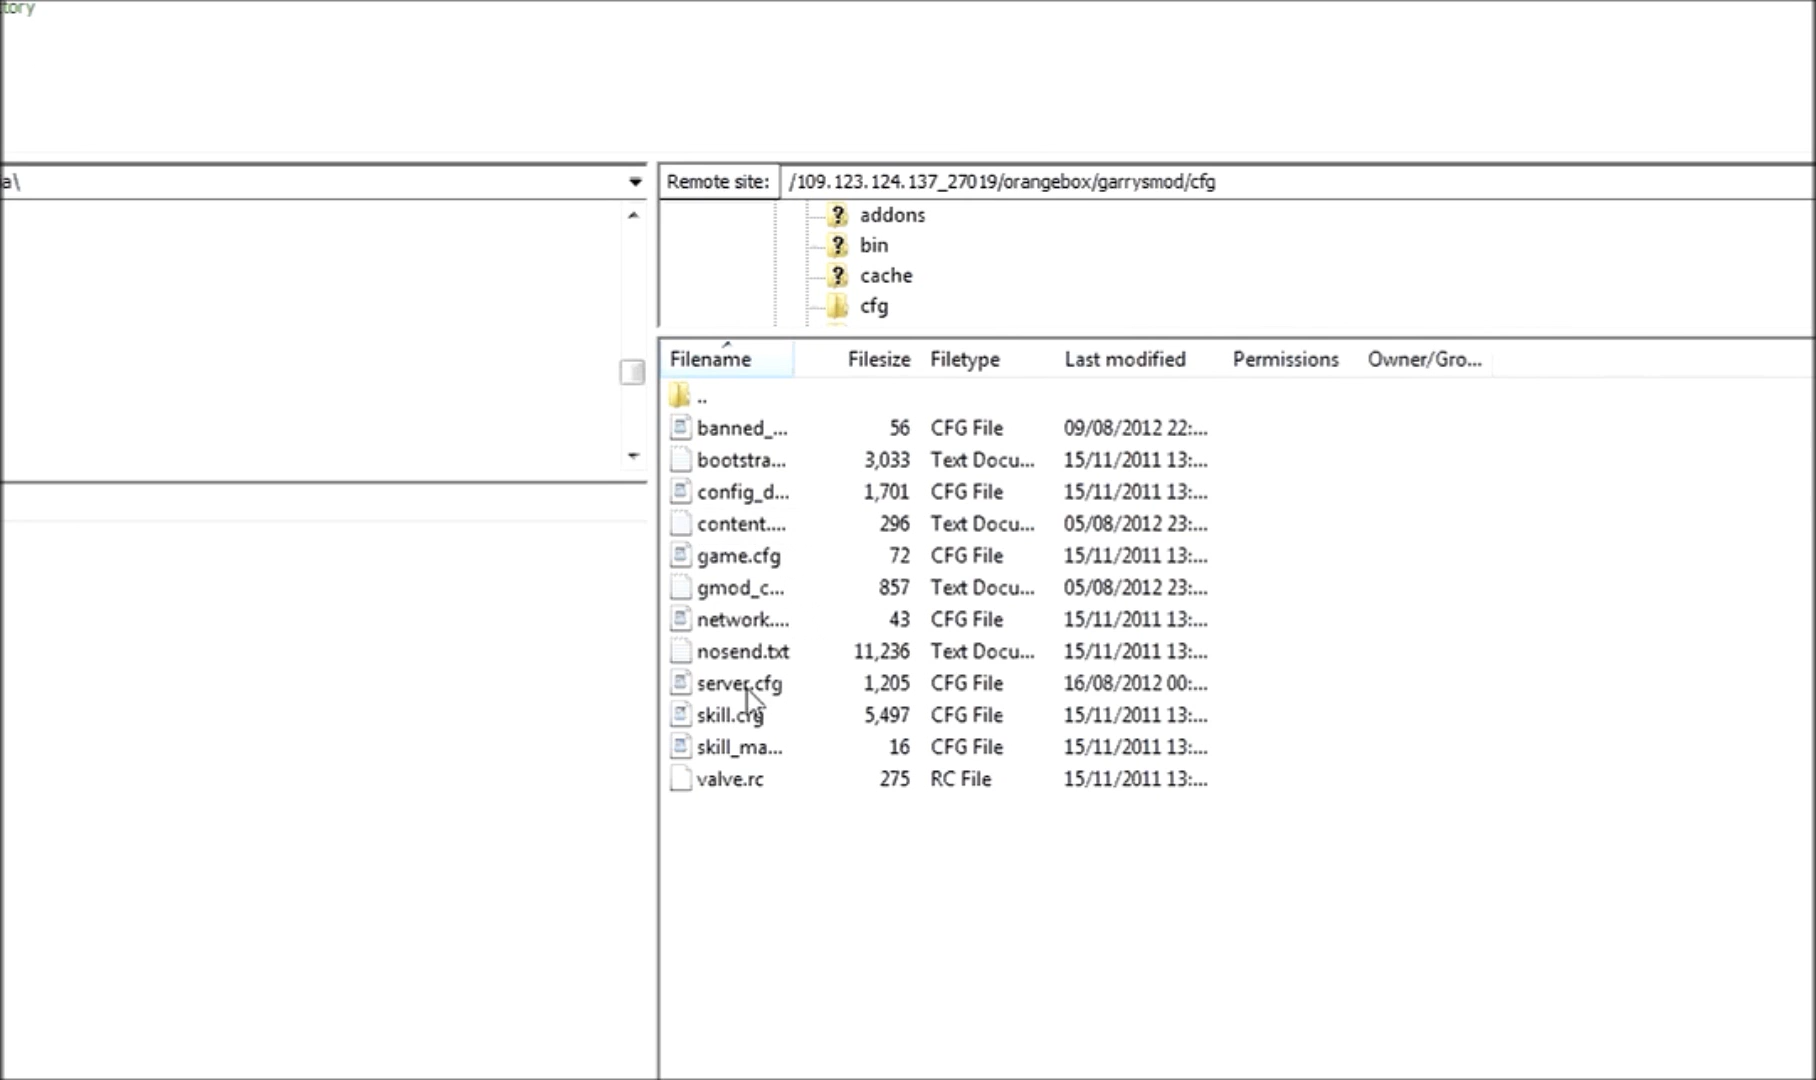 tory
a\
Remote site: /109.123.124.137_27019/orangebox/garrysmod/cfg
addons
bin
cache
cfg
Filename Filesize Filetype Last modified Permissions Owner/Gro...
..
banned_... 56 CFG File 09/08/2012 22:...
bootstra... 3,033 Text Docu... 15/11/2011 13:...
config_d... 1,701 CFG File 15/11/2011 13:...
content.... 296 Text Docu... 05/08/2012 23:...
game.cfg 72 CFG File 15/11/2011 13:...
gmod_c... 857 Text Docu... 05/08/2012 23:...
network.... 43 CFG File 15/11/2011 13:...
nosend.txt 11,236 Text Docu... 15/11/2011 13:...
server.cfg 1,205 CFG File 16/08/2012 00:...
skill.cfg 5,497 CFG File 15/11/2011 13:...
skill_ma... 16 CFG File 15/11/2011 13:...
valve.rc 275 RC File 15/11/2011 13:...